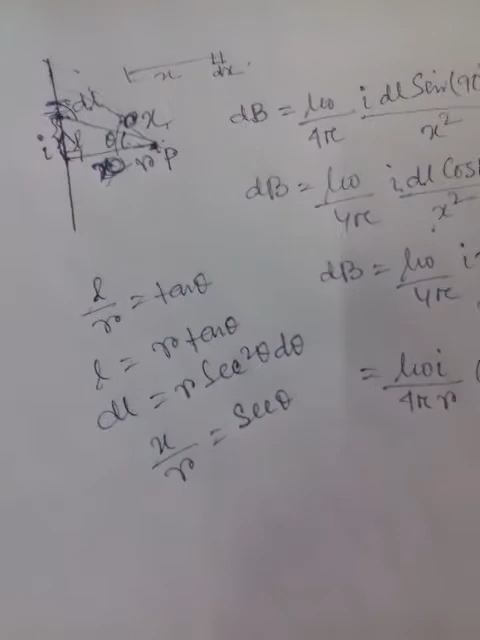 x dx.
dl
x
i l θ
r P
dB = μ0/4π i dl Sin(90
x²
dB = μ0/4π i dl Cosθ
x²
dB = μ0/4π i
= μ0i/4πr (
l/r = tanθ
l = r tanθ
dl = r Sec²θ dθ
x/r = Secθ